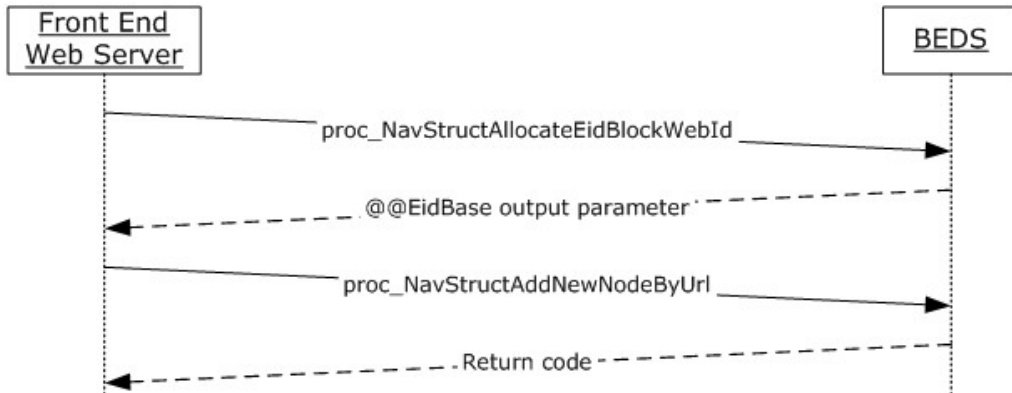 Front End
Web Server
BEDS
proc_NavStructAllocateEidBlockWebId
@@EidBase output parameter
proc_NavStructAddNewNodeByUrl
Return code